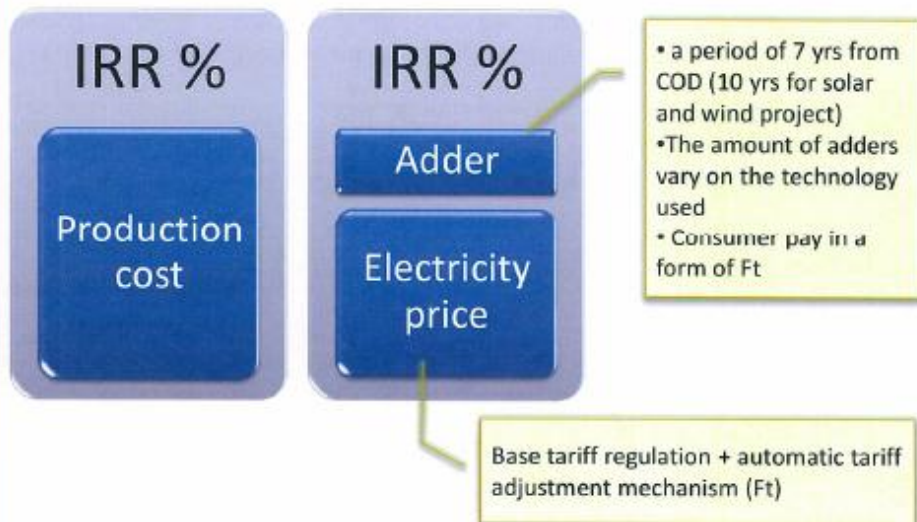 IRR %
Production
cost
IRR %
Adder
Electricity
price
• a period of 7 yrs from
COD (10 yrs for solar
and wind project)
•The amount of adders
vary on the technology
used
• Consumer pay in a
form of Ft
Base tariff regulation + automatic tariff
adjustment mechanism (Ft)